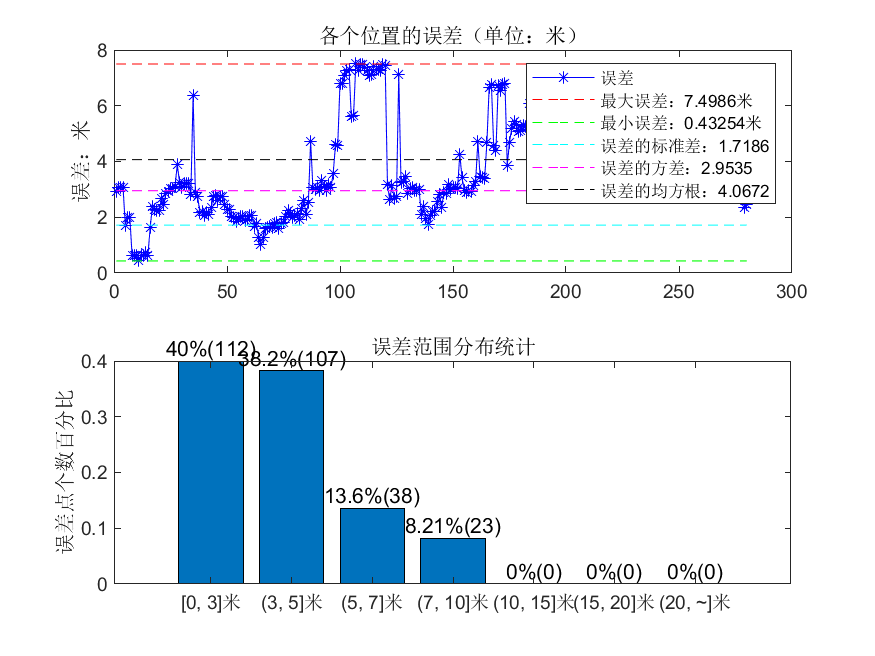 各个位置的误差（单位：米）
误差：米
8
6
4
2
0
0 50 100 150 200 250 300
误差
最大误差：7.4986米
最小误差：0.43254米
误差的标准差：1.7186
误差的方差：2.9535
误差的均方根：4.0672
误差范围分布统计
误差点个数百分比
0.4
0.3
0.2
0.1
0
40%(112)
38.2%(107)
13.6%(38)
8.21%(23)
0%(0)
0%(0)
0%(0)
[0, 3]米 (3, 5]米 (5, 7]米 (7, 10]米 (10, 15]米 (15, 20]米 (20, ~]米